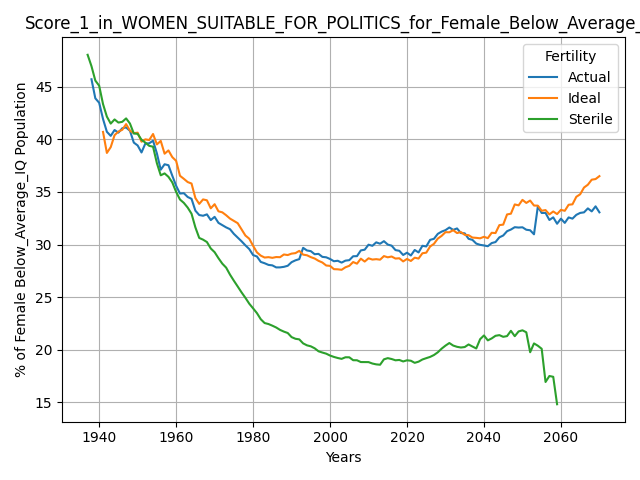 Score_1_in_WOMEN_SUITABLE_FOR_POLITICS_for_Female_Below_Average_
Fertility
Actual
Ideal
Sterile
% of Female Below_Average_IQ Population
45
40
35
30
25
20
15
1940
1960
1980
2000
2020
2040
2060
Years